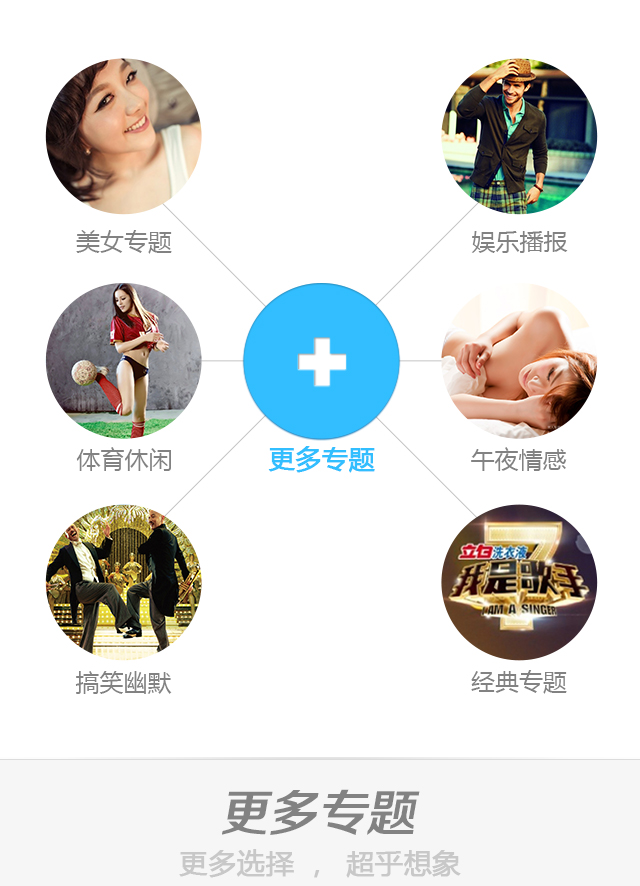 美女专题
娱乐播报
体育休闲
更多专题
午夜情感
立白洗衣液
我是歌手
I AM A SINGER
搞笑幽默
经典专题
更多专题
更多选择 ， 超乎想象